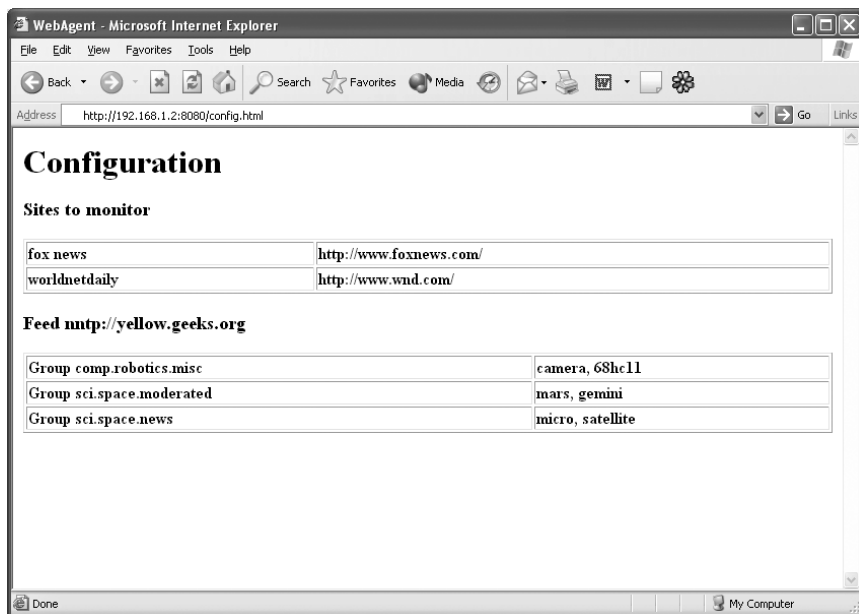 WebAgent - Microsoft Internet Explorer
File Edit View Favorites Tools Help
Back Search Favorites Media
Address http://192.168.1.2:8080/config.html Go Links
Configuration
Sites to monitor
fox news http://www.foxnews.com/
worldnetdaily http://www.wnd.com/
Feed nntp://yellow.geeks.org
Group comp.robotics.misc camera, 68hc11
Group sci.space.moderated mars, gemini
Group sci.space.news micro, satellite
Done My Computer